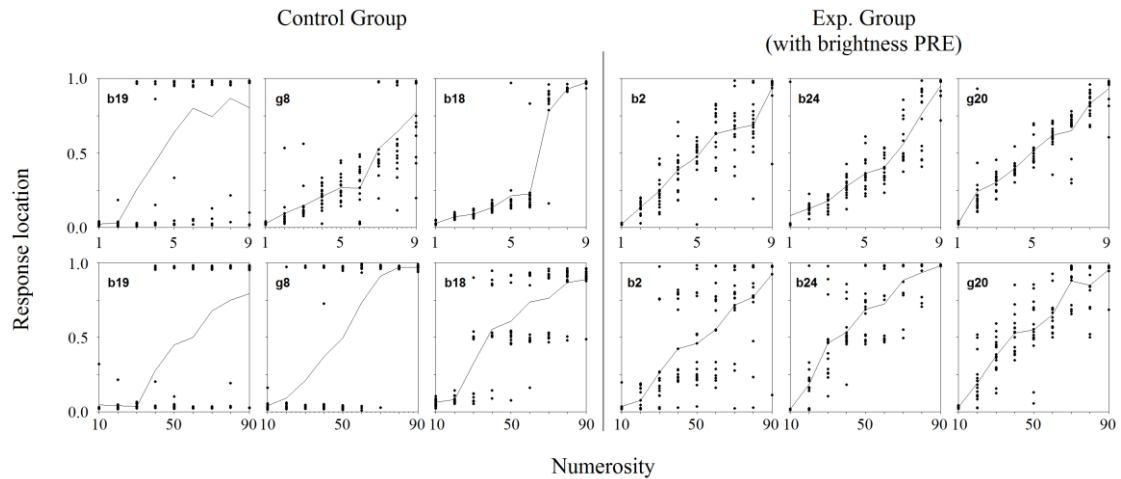 Control Group
Exp. Group
(with brightness PRE)
Response location
1.0
0.5
0.0
b19
g8
b18
b2
b24
g20
1 5 9
1 5 9
1 5 9
1 5 9
1 5 9
1 5 9
1.0
0.5
0.0
b19
g8
b18
b2
b24
g20
10 50 90
10 50 90
10 50 90
10 50 90
10 50 90
10 50 90
Numerosity